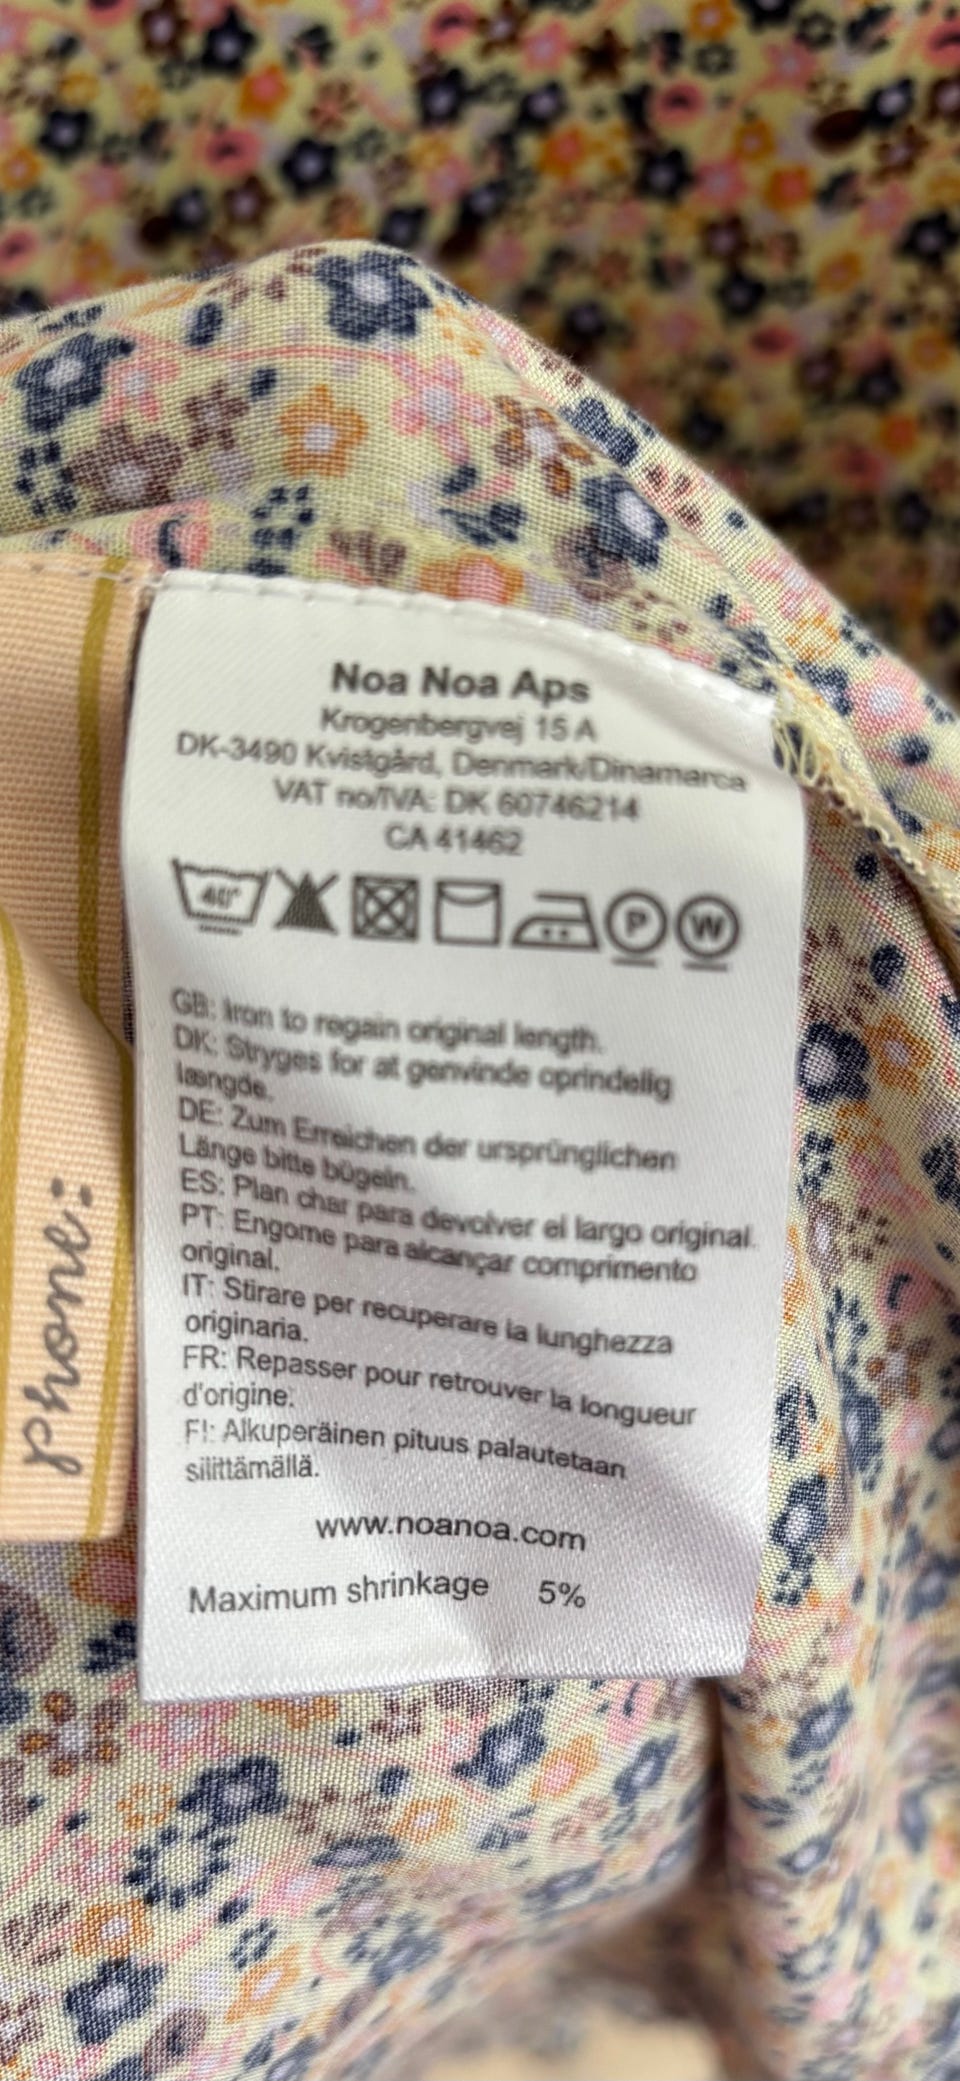 Noa Noa Aps
Krogenbergvej 15 A
DK-3490 Kvistgård, Denmark/Dinamarca
VAT no/IVA: DK 60746214
CA 41462
40°
P
W
GB: Iron to regain original length.
DK: Stryges for at genvinde oprindelig
længde.
DE: Zum Erreichen der ursprünglichen
Länge bitte bügeln.
ES: Plan char para devolver el largo original.
PT: Engome para alcançar comprimento
original.
IT: Stirare per recuperare la lunghezza
originaria.
FR: Repasser pour retrouver la longueur
d'origine.
FI: Alkuperäinen pituus palautetaan
silittämällä.
www.noanoa.com
Maximum shrinkage 5%
phone: